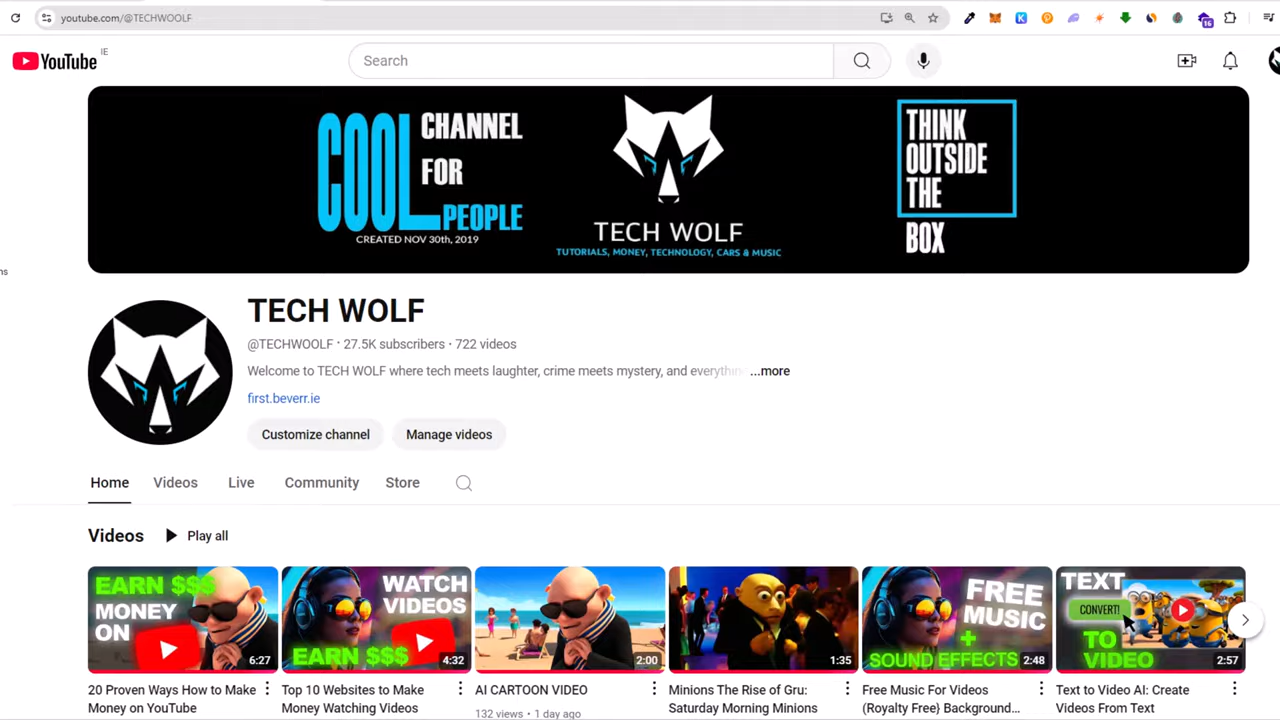 youtube.com/@TECHWOOLF
16
YouTube
IE
Search
COOL
CHANNEL
FOR
PEOPLE
CREATED NOV 30th, 2019
TECH WOLF
TUTORIALS, MONEY, TECHNOLOGY, CARS & MUSIC
THINK
OUTSIDE
THE
BOX
ns
TECH WOLF
@TECHWOOLF · 27.5K subscribers · 722 videos
Welcome to TECH WOLF where tech meets laughter, crime meets mystery, and everythin ...more
first.beverr.ie
Customize channel Manage videos
Home Videos Live Community Store
Videos Play all
EARN $$$
MONEY
ON
6:27
WATCH
VIDEOS
EARN $$$
4:32
2:00
1:35
FREE
MUSIC
+
SOUND EFFECTS
2:48
TEXT
CONVERT!
TO
VIDEO
2:57
20 Proven Ways How to Make
Money on YouTube
Top 10 Websites to Make
Money Watching Videos
AI CARTOON VIDEO
132 views • 1 day ago
Minions The Rise of Gru:
Saturday Morning Minions
Free Music For Videos
(Royalty Free} Background...
Text to Video AI: Create
Videos From Text